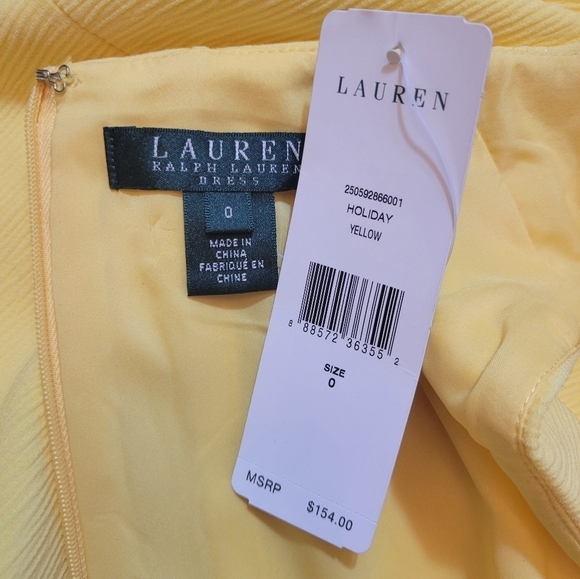 LAUREN
RALPH LAUREN
DRESS
0
MADE IN
CHINA
FABRIQUÉ EN
CHINE
LAUREN
250592866001
HOLIDAY
YELLOW
8 88572 36355 2
SIZE
0
MSRP $154.00